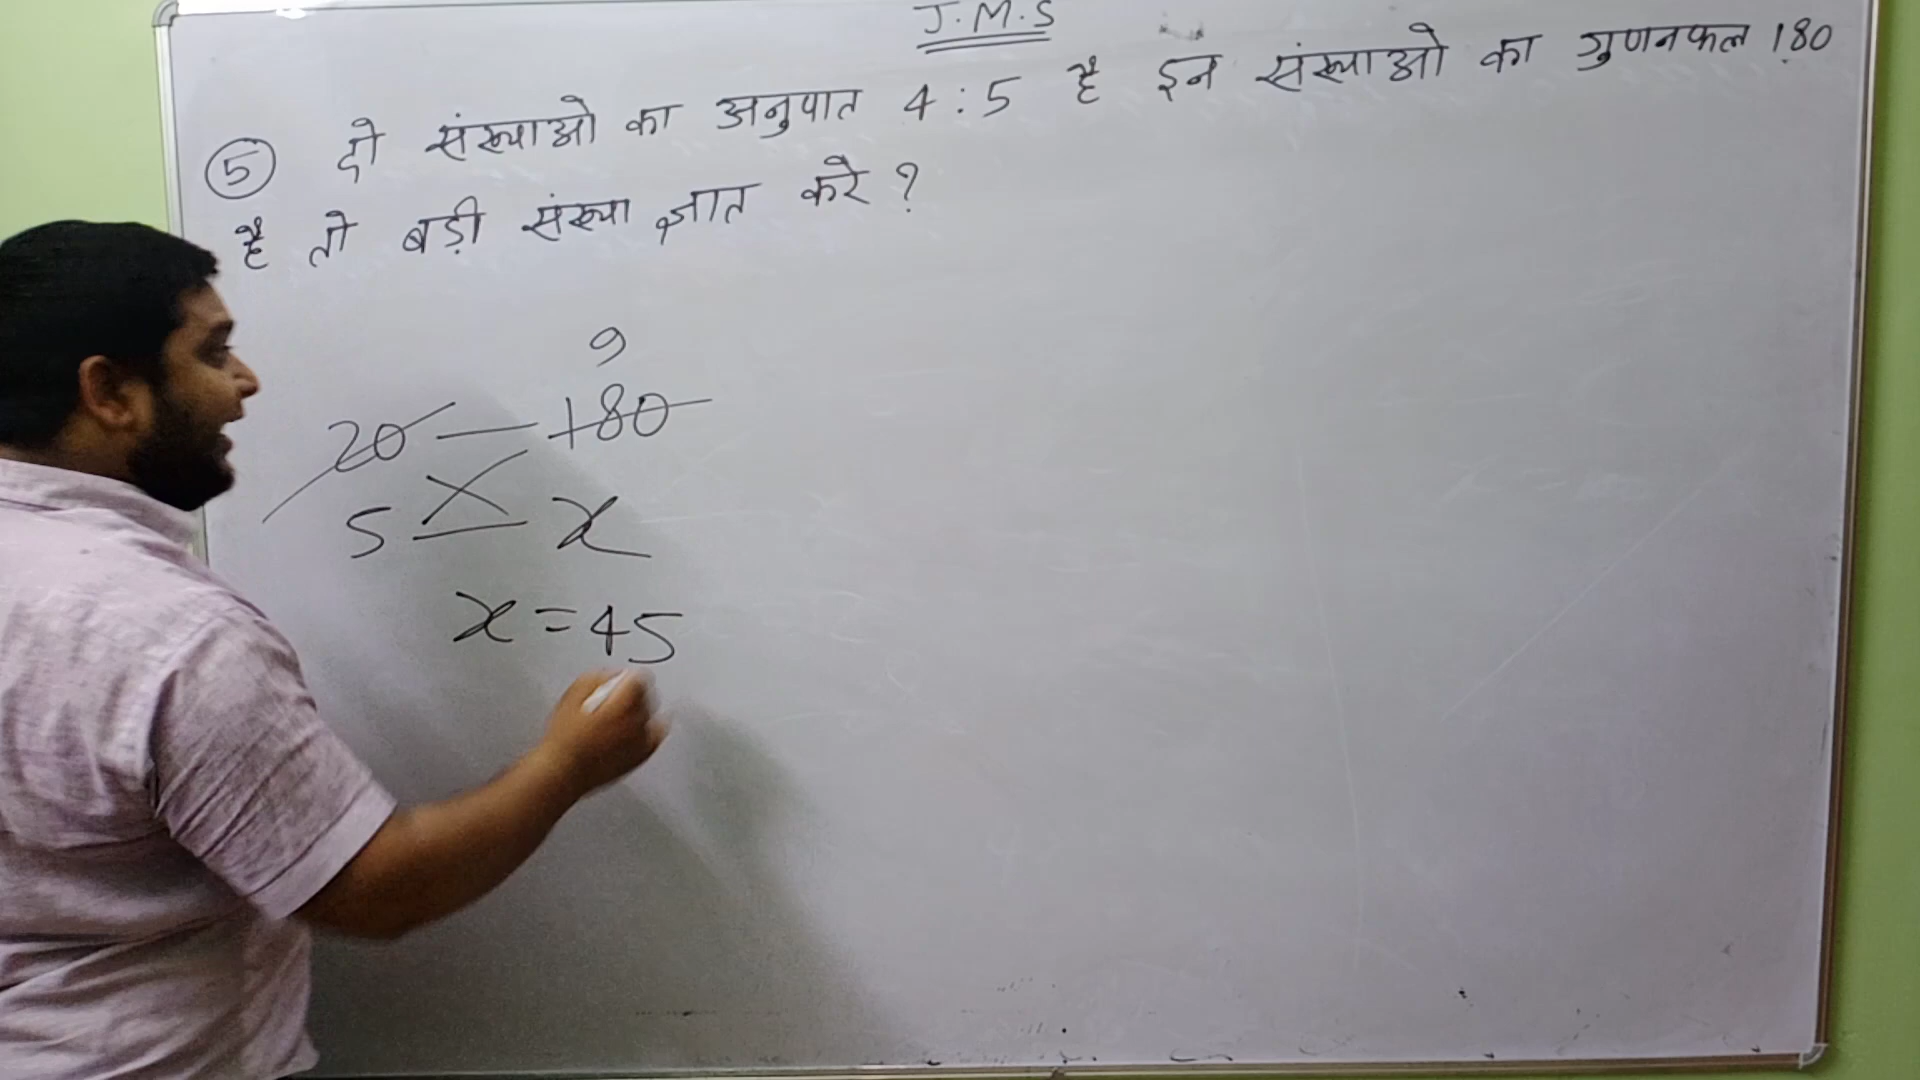 J.M.S
⑤ दो संख्याओ का अनुपात 4:5 है इन संख्याओ का गुणनफल 180
है तो बड़ी संख्या ज्ञात करे ?
9
20 — 180
5 x
x = 45